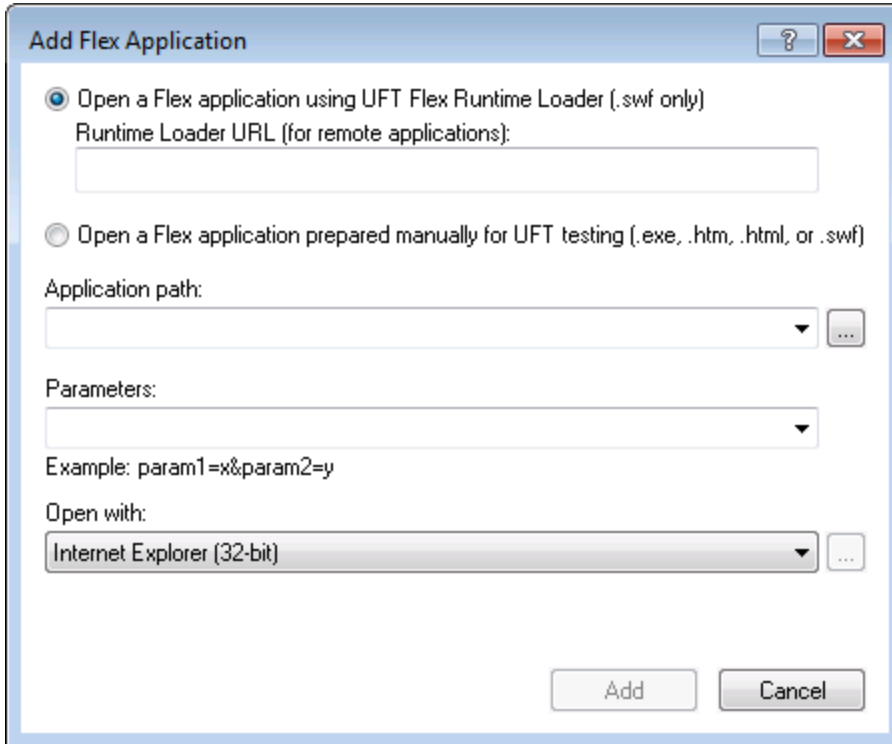 Add Flex Application
?
Open a Flex application using UFT Flex Runtime Loader (.swf only)
Runtime Loader URL (for remote applications):
Open a Flex application prepared manually for UFT testing (.exe, .htm, .html, or .swf)
Application path:
...
Parameters:
Example: param1=x&param2=y
Open with:
Internet Explorer (32-bit)
...
Add
Cancel